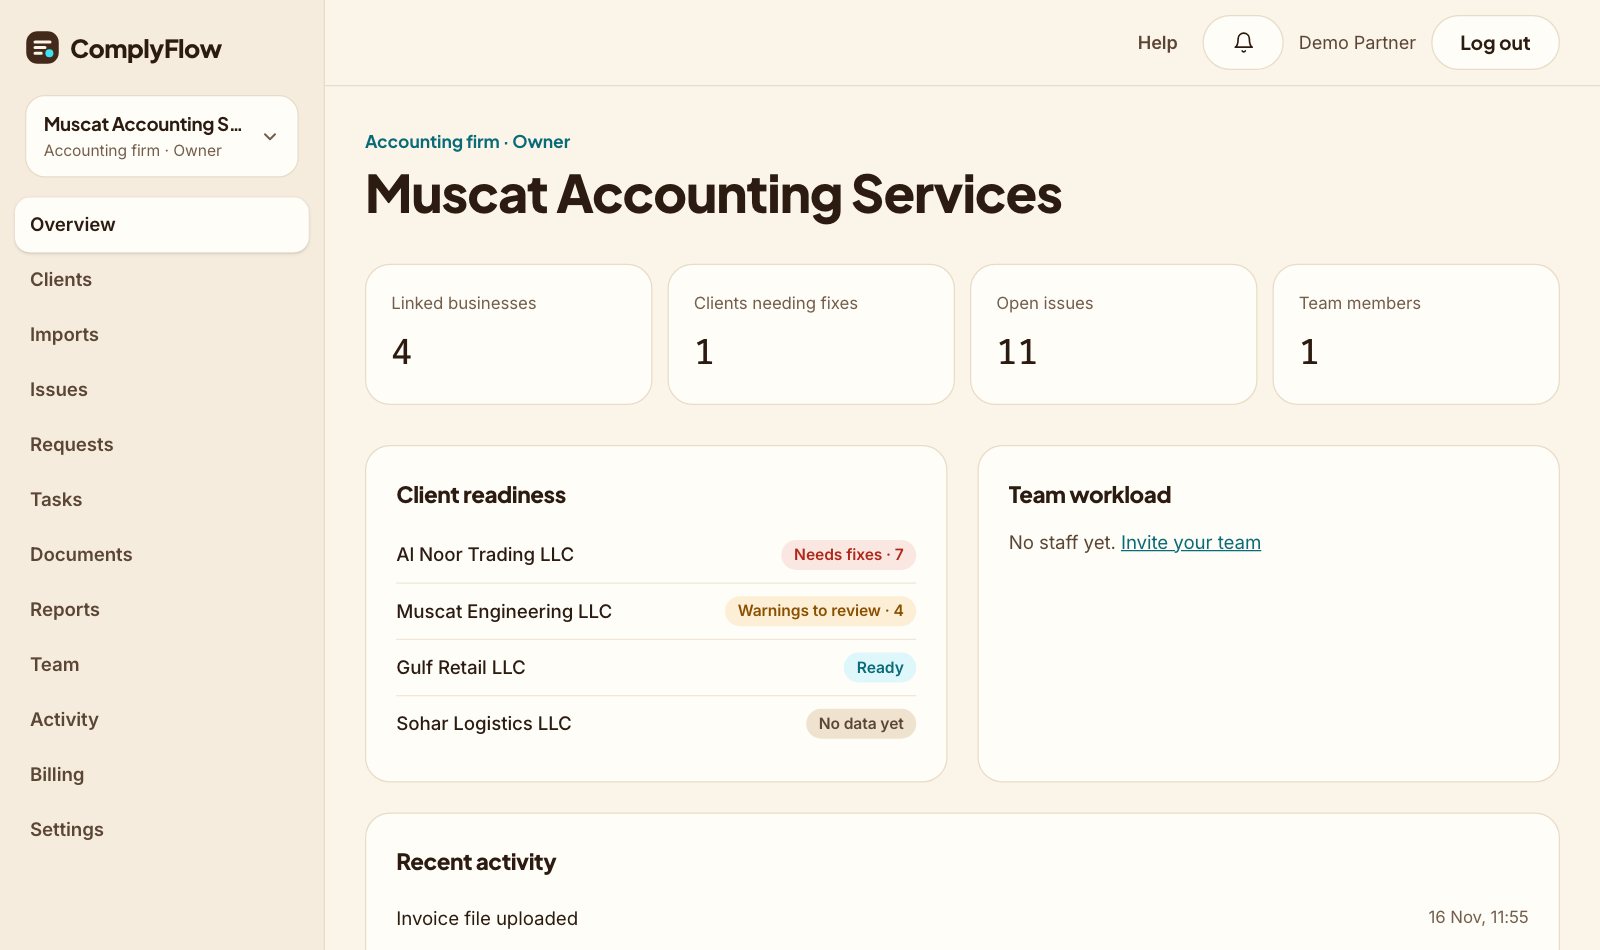 ComplyFlow
Muscat Accounting S...
Accounting firm · Owner
Overview
Clients
Imports
Issues
Requests
Tasks
Documents
Reports
Team
Activity
Billing
Settings
Help
Demo Partner
Log out
Accounting firm · Owner
Muscat Accounting Services
Linked businesses
4
Clients needing fixes
1
Open issues
11
Team members
1
Client readiness
Al Noor Trading LLC
Needs fixes · 7
Muscat Engineering LLC
Warnings to review · 4
Gulf Retail LLC
Ready
Sohar Logistics LLC
No data yet
Team workload
No staff yet. Invite your team
Recent activity
Invoice file uploaded
16 Nov, 11:55